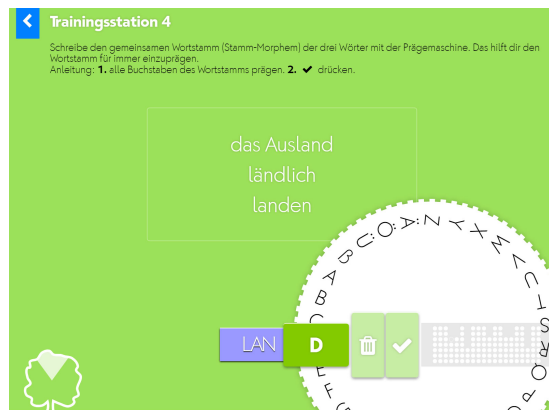 Trainingsstation 4
Schreibe den gemeinsamen Wortstamm (Stamm-Morphem) der drei Wörter mit der Prägemaschine. Das hilft dir den
Wortstamm für immer einzuprägen.
Anleitung: 1. alle Buchstaben des Wortstamms prägen. 2. ✔ drücken.
das Ausland
ländlich
landen
Z Y X W V U T S R Q P O
Ä Ö Ü ß A B C E F G
LAN D